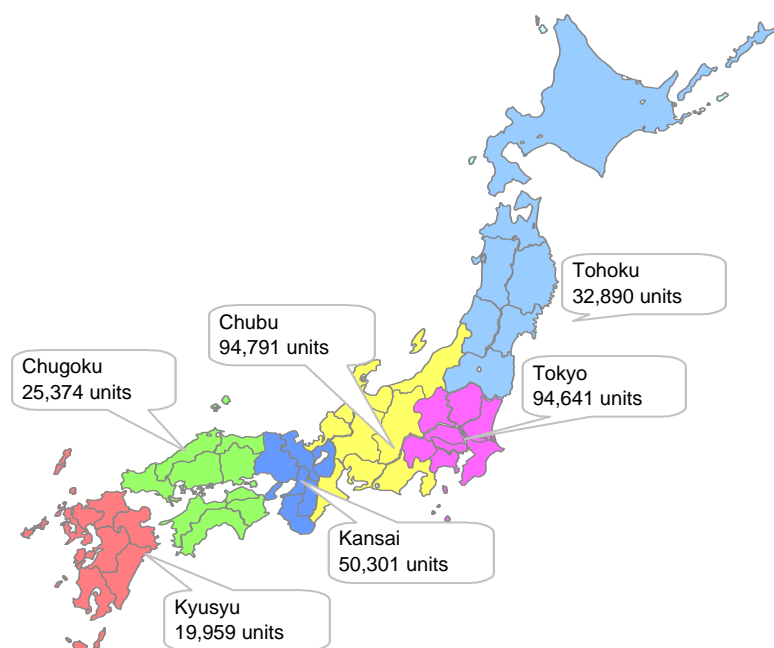 Tohoku
32,890 units
Chubu
94,791 units
Chugoku
25,374 units
Tokyo
94,641 units
Kansai
50,301 units
Kyusyu
19,959 units